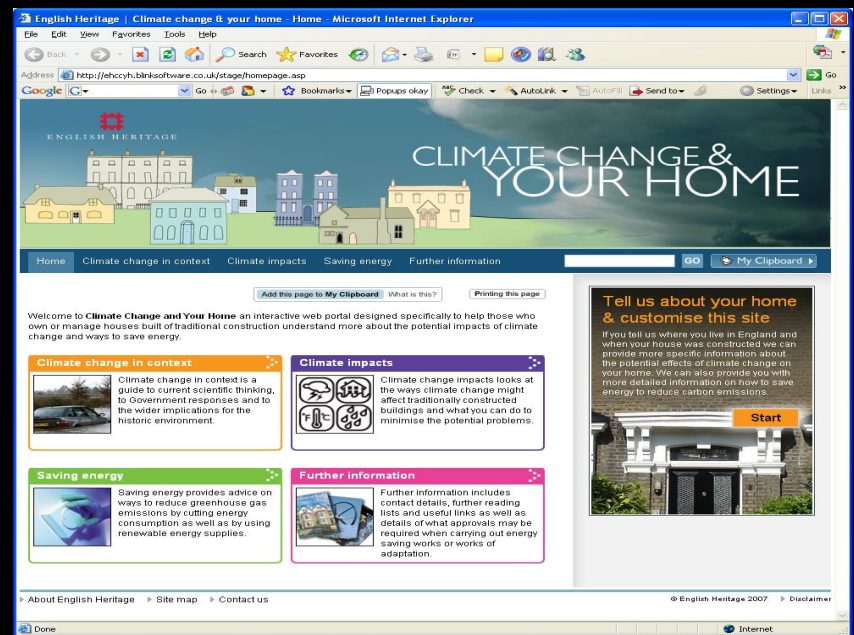 English Heritage | Climate change & your home - Home - Microsoft Internet Explorer
File Edit View Favorites Tools Help
Back Search Favorites
Address http://ehccyh.blinksoftware.co.uk/stage/homepage.asp Go
Google G Go Bookmarks Popups okay ABC Check AutoLink AutoFill Send to Settings Links »
ENGLISH HERITAGE
CLIMATE CHANGE &
YOUR HOME
Home Climate change in context Climate impacts Saving energy Further information GO My Clipboard
Add this page to My Clipboard What is this? Printing this page
Welcome to Climate Change and Your Home an interactive web portal designed specifically to help those who
own or manage houses built of traditional construction understand more about the potential impacts of climate
change and ways to save energy.
Climate change in context
Climate change in context is a
guide to current scientific thinking,
to Government responses and to
the wider implications for the
historic environment.
Climate impacts
Climate change impacts looks at
the ways climate change might
affect traditionally constructed
buildings and what you can do to
minimise the potential problems.
Saving energy
Saving energy provides advice on
ways to reduce greenhouse gas
emissions by cutting energy
consumption as well as by using
renewable energy supplies.
Further information
Further information includes
contact details, further reading
lists and useful links as well as
details of what approvals may be
required when carrying out energy
saving works or works of
adaptation.
Tell us about your home
& customise this site
If you tell us where you live in England and
when your house was constructed we can
provide more specific information about
the potential effects of climate change on
your home. We can also provide you with
more detailed information on how to save
energy to reduce carbon emissions.
Start
About English Heritage Site map Contact us © English Heritage 2007 Disclaimer
Done Internet